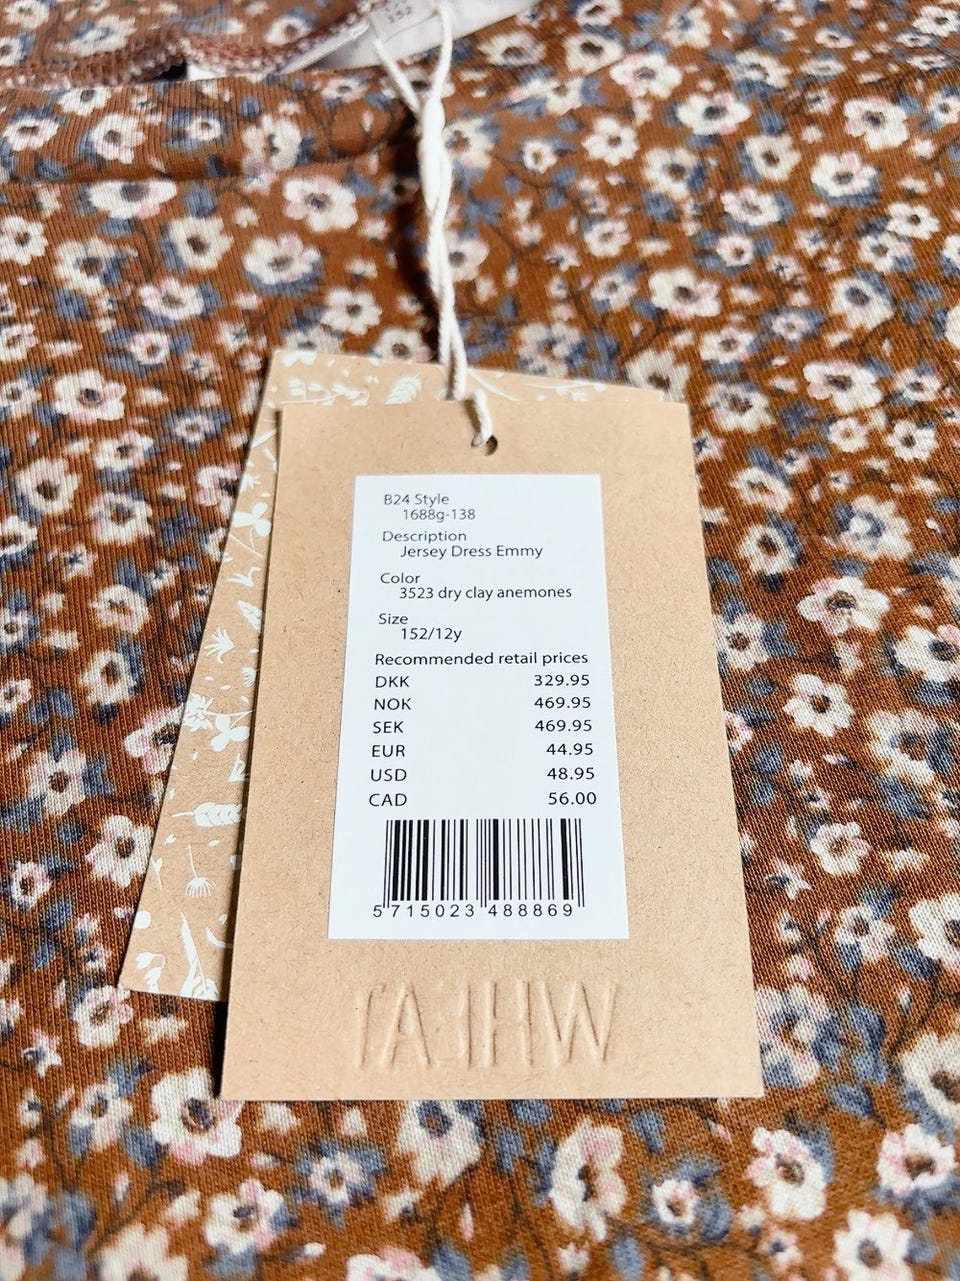 152
B24 Style
1688g-138
Description
Jersey Dress Emmy
Color
3523 dry clay anemones
Size
152/12y
Recommended retail prices
DKK 329.95
NOK 469.95
SEK 469.95
EUR 44.95
USD 48.95
CAD 56.00
5 715023 488869